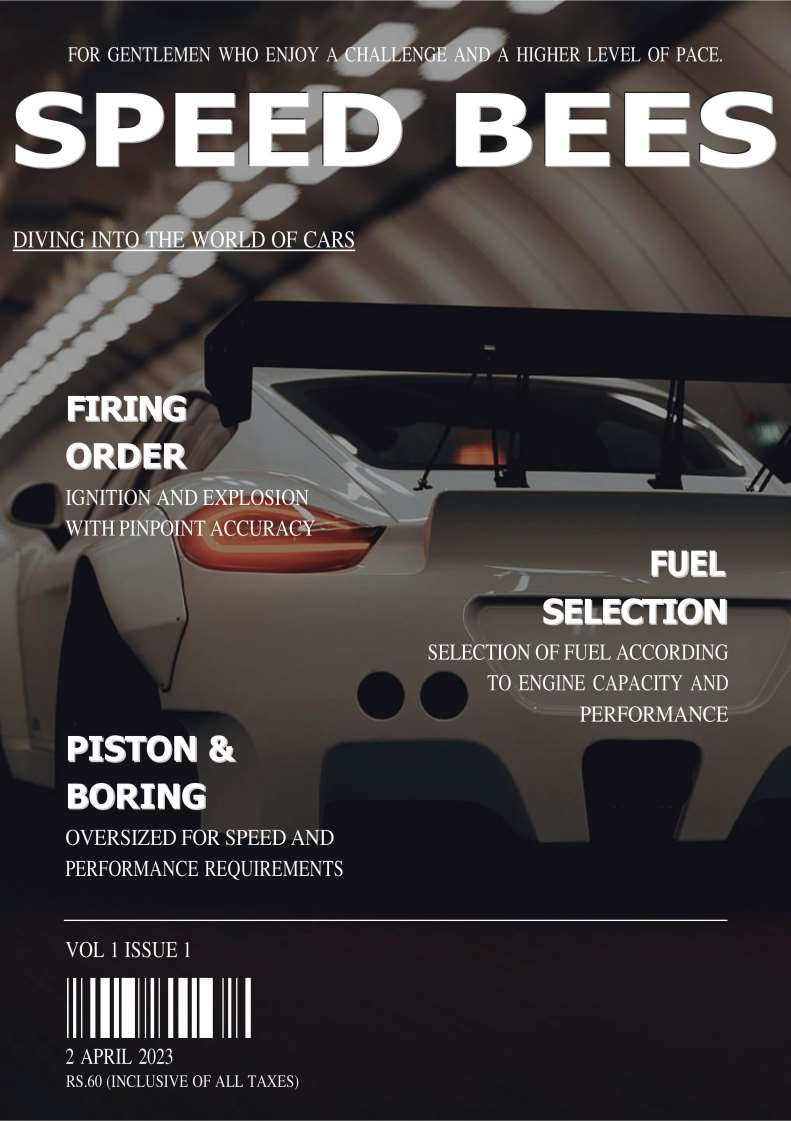 FOR GENTLEMEN WHO ENJOY A CHALLENGE AND A HIGHER LEVEL OF PACE.
SPEED BEES
DIVING INTO THE WORLD OF CARS
FIRING
ORDER
IGNITION AND EXPLOSION
WITH PINPOINT ACCURACY
FUEL
SELECTION
SELECTION OF FUEL ACCORDING
TO ENGINE CAPACITY AND
PERFORMANCE
PISTON &
BORING
OVERSIZED FOR SPEED AND
PERFORMANCE REQUIREMENTS
VOL 1 ISSUE 1
2 APRIL 2023
RS.60 (INCLUSIVE OF ALL TAXES)